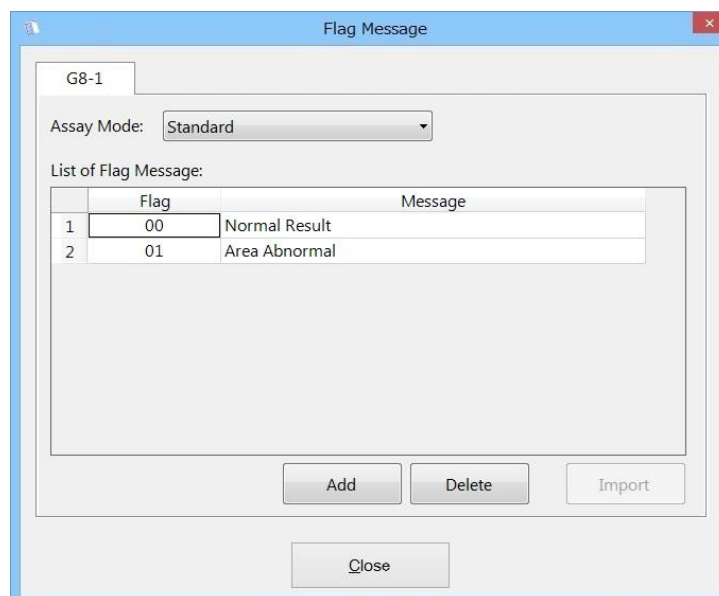 Flag Message
G8-1
Assay Mode: Standard
List of Flag Message:
Flag Message
1 00 Normal Result
2 01 Area Abnormal
Add Delete Import
Close